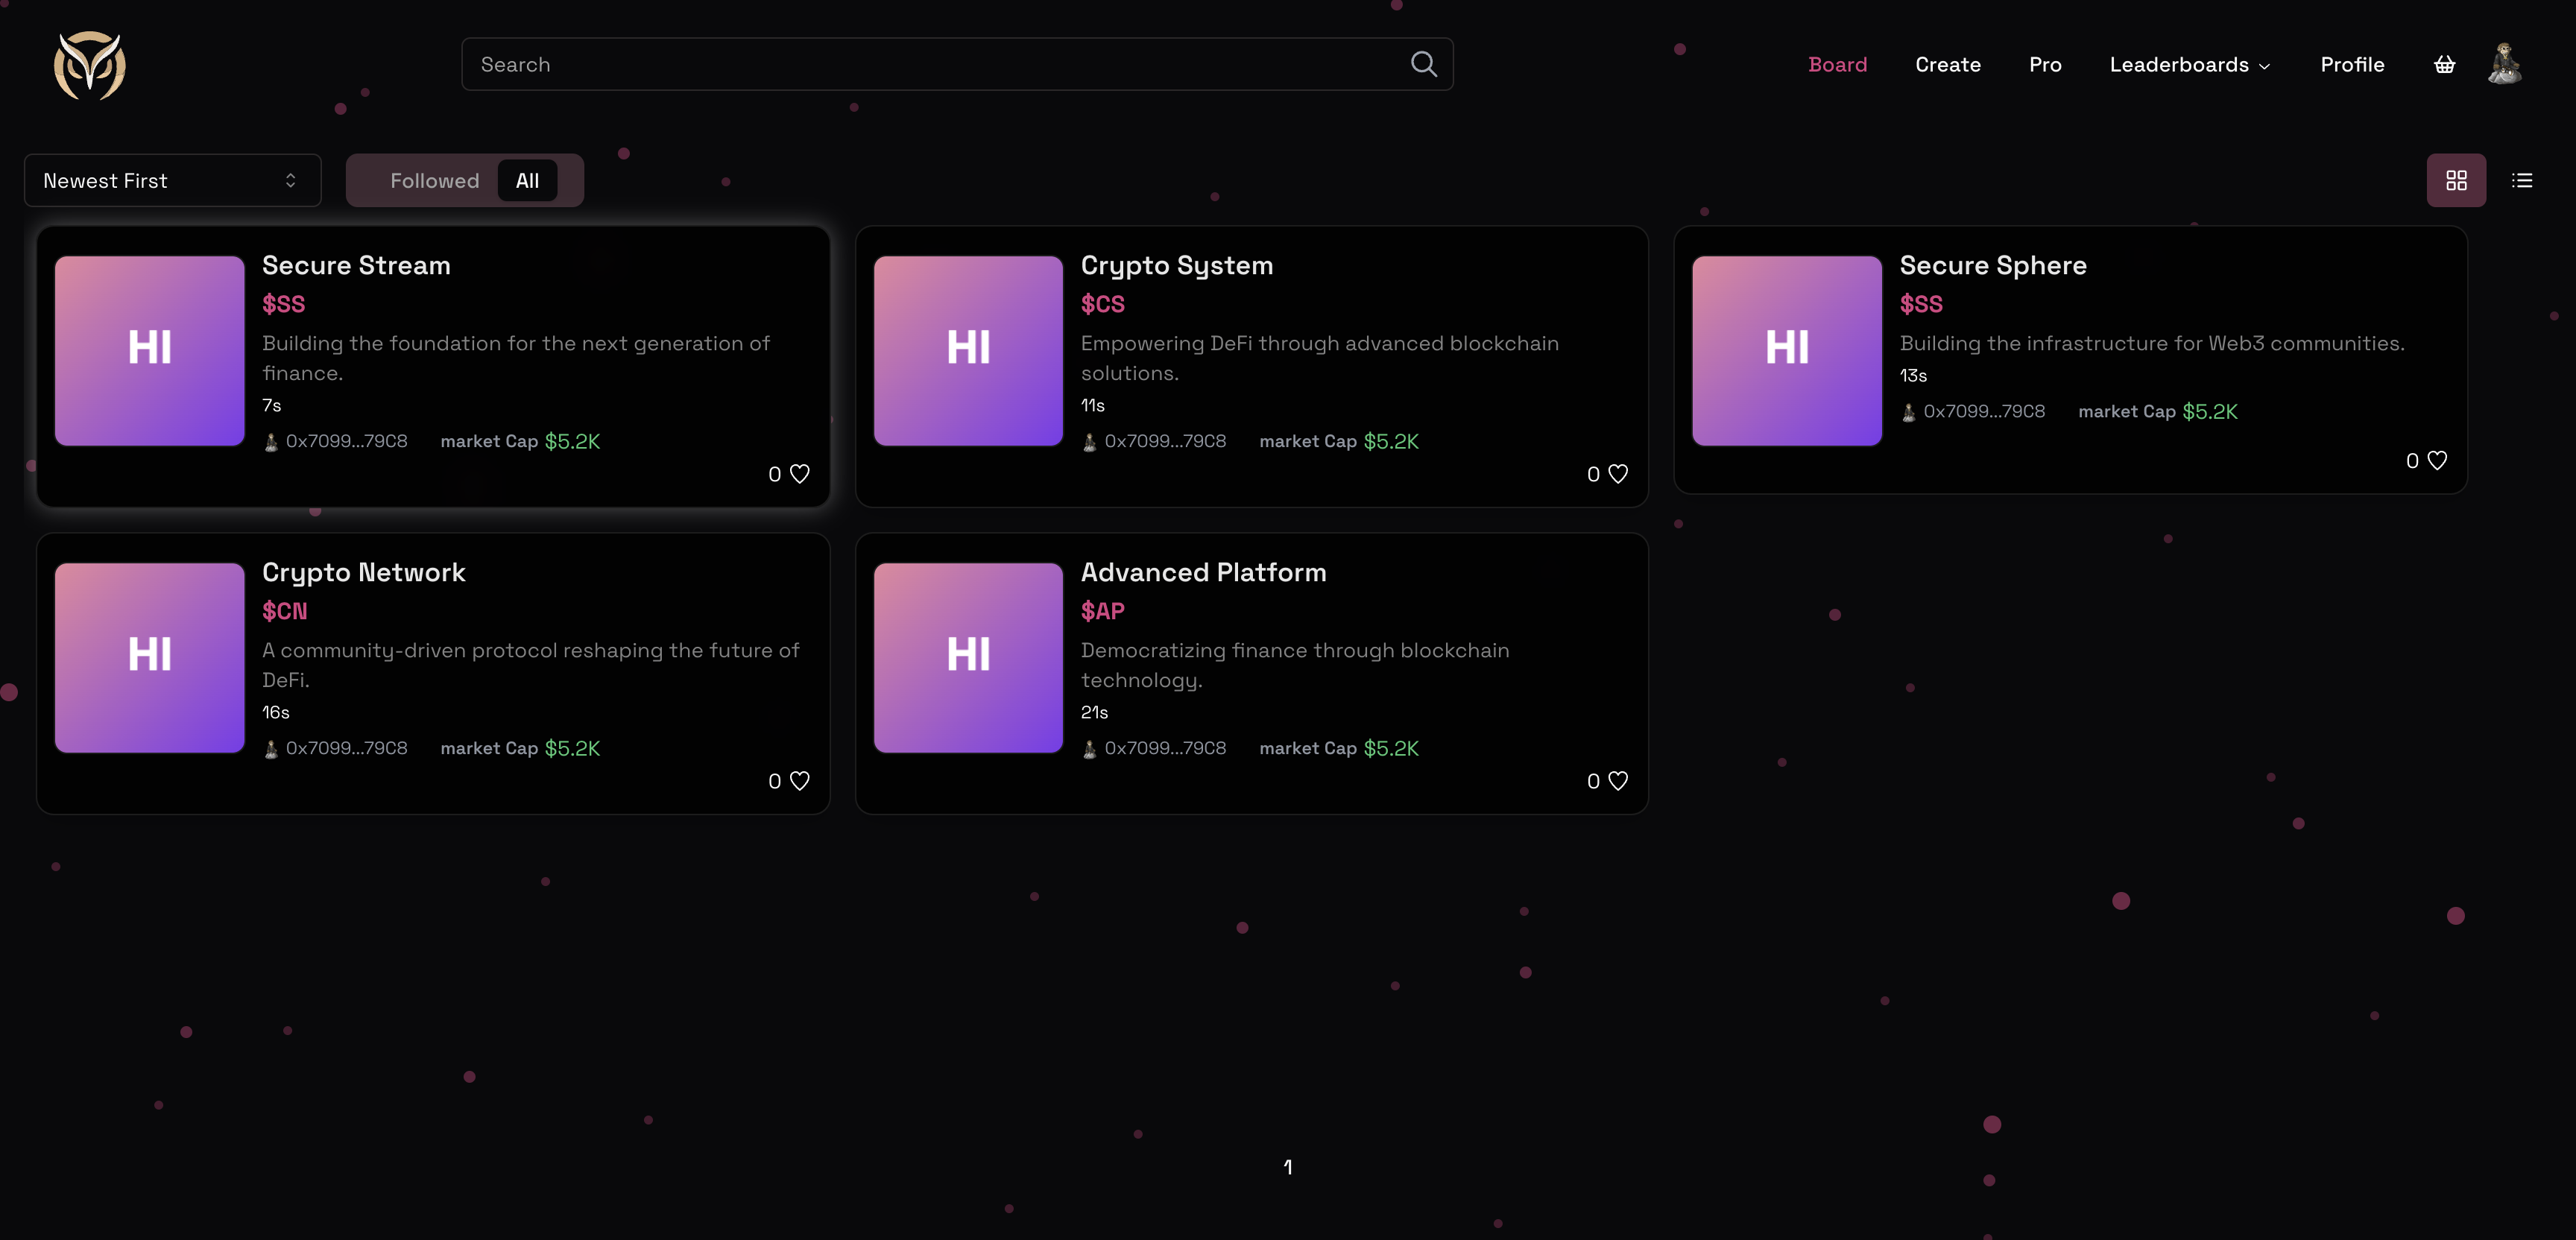 Search
Board
Create
Pro
Leaderboards
Profile
Newest First
Followed
All
HI
Secure Stream
$SS
Building the foundation for the next generation of
finance.
7s
0x7099...79C8
market Cap $5.2K
0
HI
Crypto System
$CS
Empowering DeFi through advanced blockchain
solutions.
11s
0x7099...79C8
market Cap $5.2K
0
HI
Secure Sphere
$SS
Building the infrastructure for Web3 communities.
13s
0x7099...79C8
market Cap $5.2K
0
HI
Crypto Network
$CN
A community-driven protocol reshaping the future of
DeFi.
16s
0x7099...79C8
market Cap $5.2K
0
HI
Advanced Platform
$AP
Democratizing finance through blockchain
technology.
21s
0x7099...79C8
market Cap $5.2K
0
1